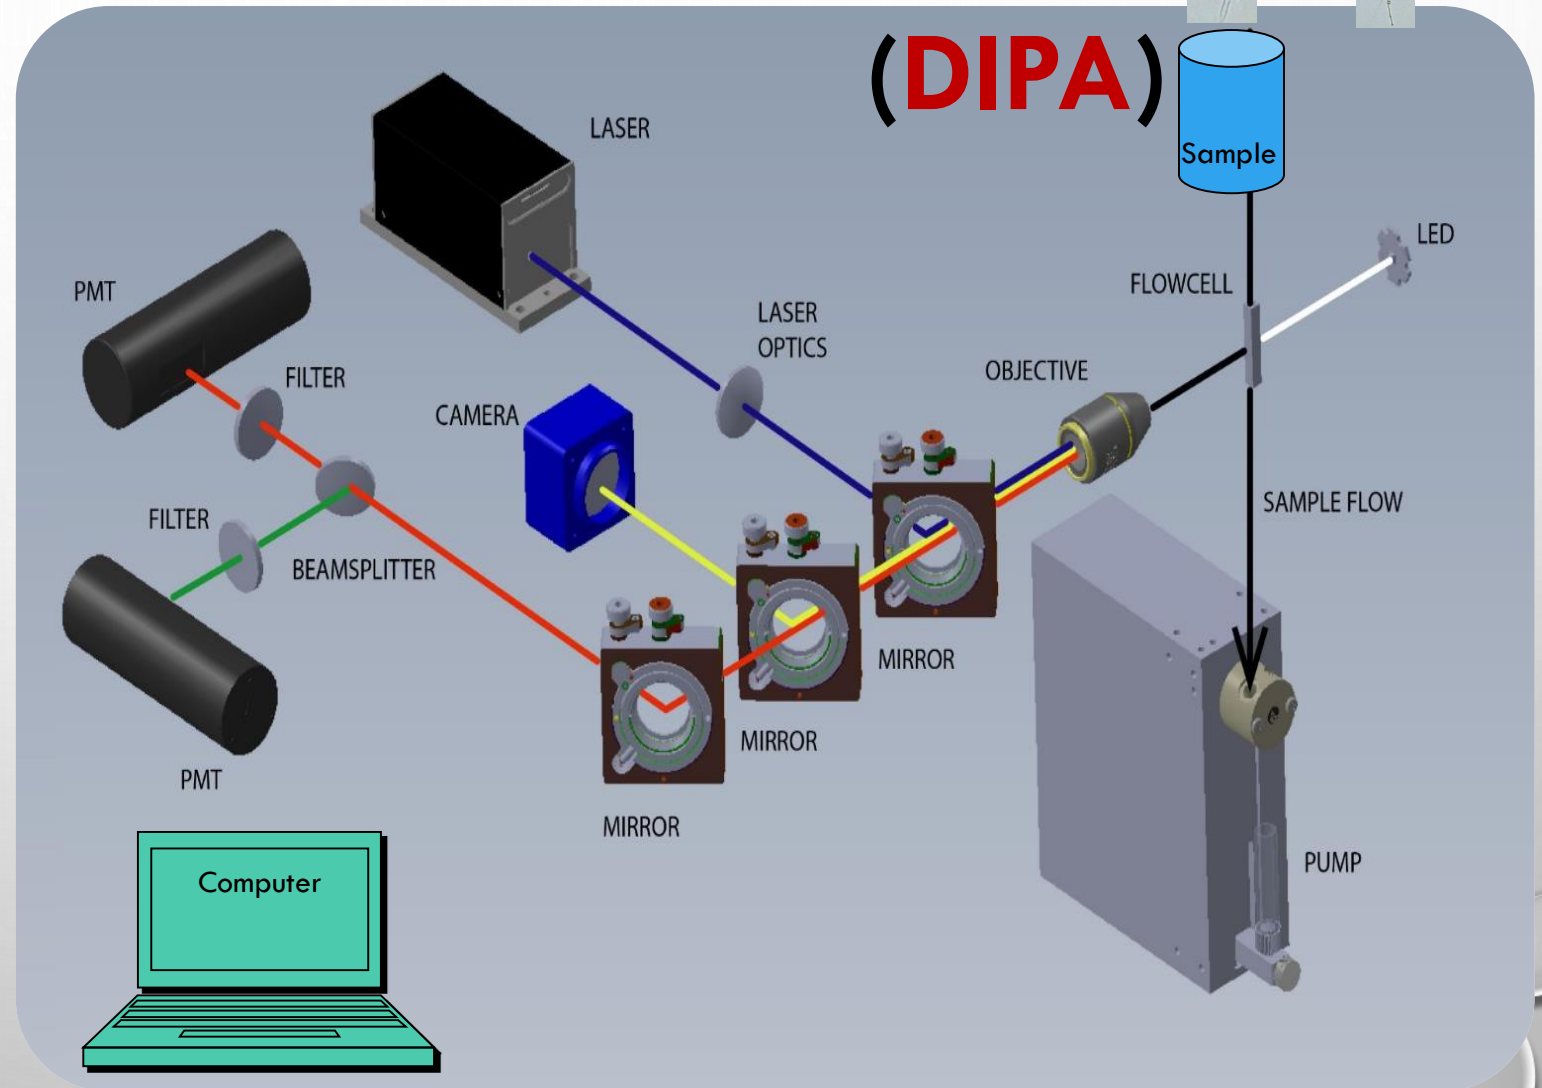 (DIPA)
Sample
LASER
LED
PMT
FLOWCELL
LASER
OPTICS
FILTER
OBJECTIVE
CAMERA
SAMPLE FLOW
FILTER
BEAMSPLITTER
MIRROR
MIRROR
PMT
MIRROR
PUMP
Computer